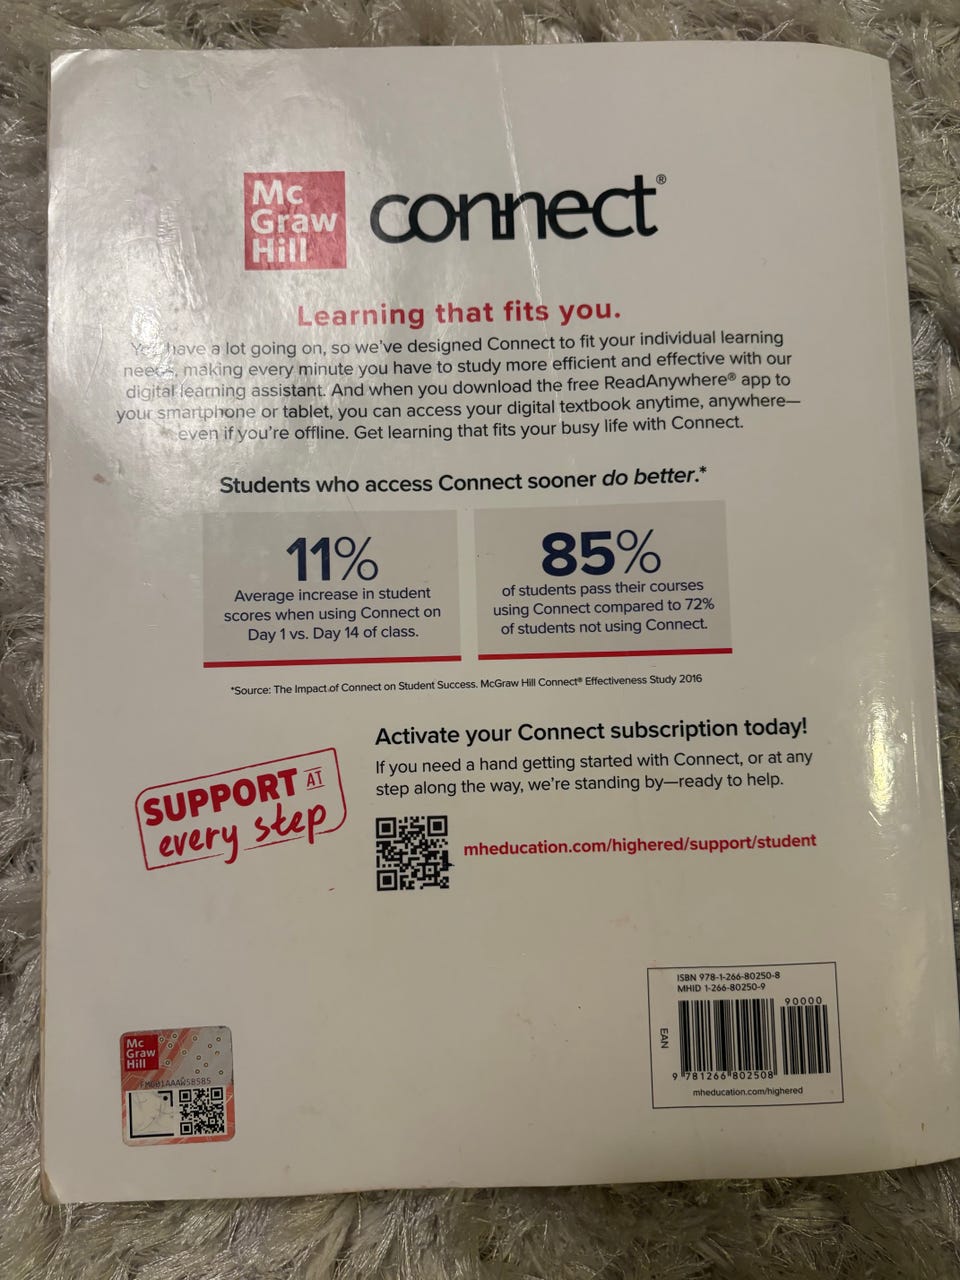 Mc
Graw
Hill
connect®
Learning that fits you.
You have a lot going on, so we've designed Connect to fit your individual learning
needs, making every minute you have to study more efficient and effective with our
digital learning assistant. And when you download the free ReadAnywhere® app to
your smartphone or tablet, you can access your digital textbook anytime, anywhere—
even if you're offline. Get learning that fits your busy life with Connect.
Students who access Connect sooner do better.*
11%
Average increase in student
scores when using Connect on
Day 1 vs. Day 14 of class.
85%
of students pass their courses
using Connect compared to 72%
of students not using Connect.
*Source: The Impact of Connect on Student Success. McGraw Hill Connect® Effectiveness Study 2016
SUPPORT AT
every step
Activate your Connect subscription today!
If you need a hand getting started with Connect, or at any
step along the way, we're standing by—ready to help.
mheducation.com/highered/support/student
ISBN 978-1-266-80250-8
MHID 1-266-80250-9
90000
EAN
9 781266 802508
mheducation.com/highered
Mc
Graw
Hill